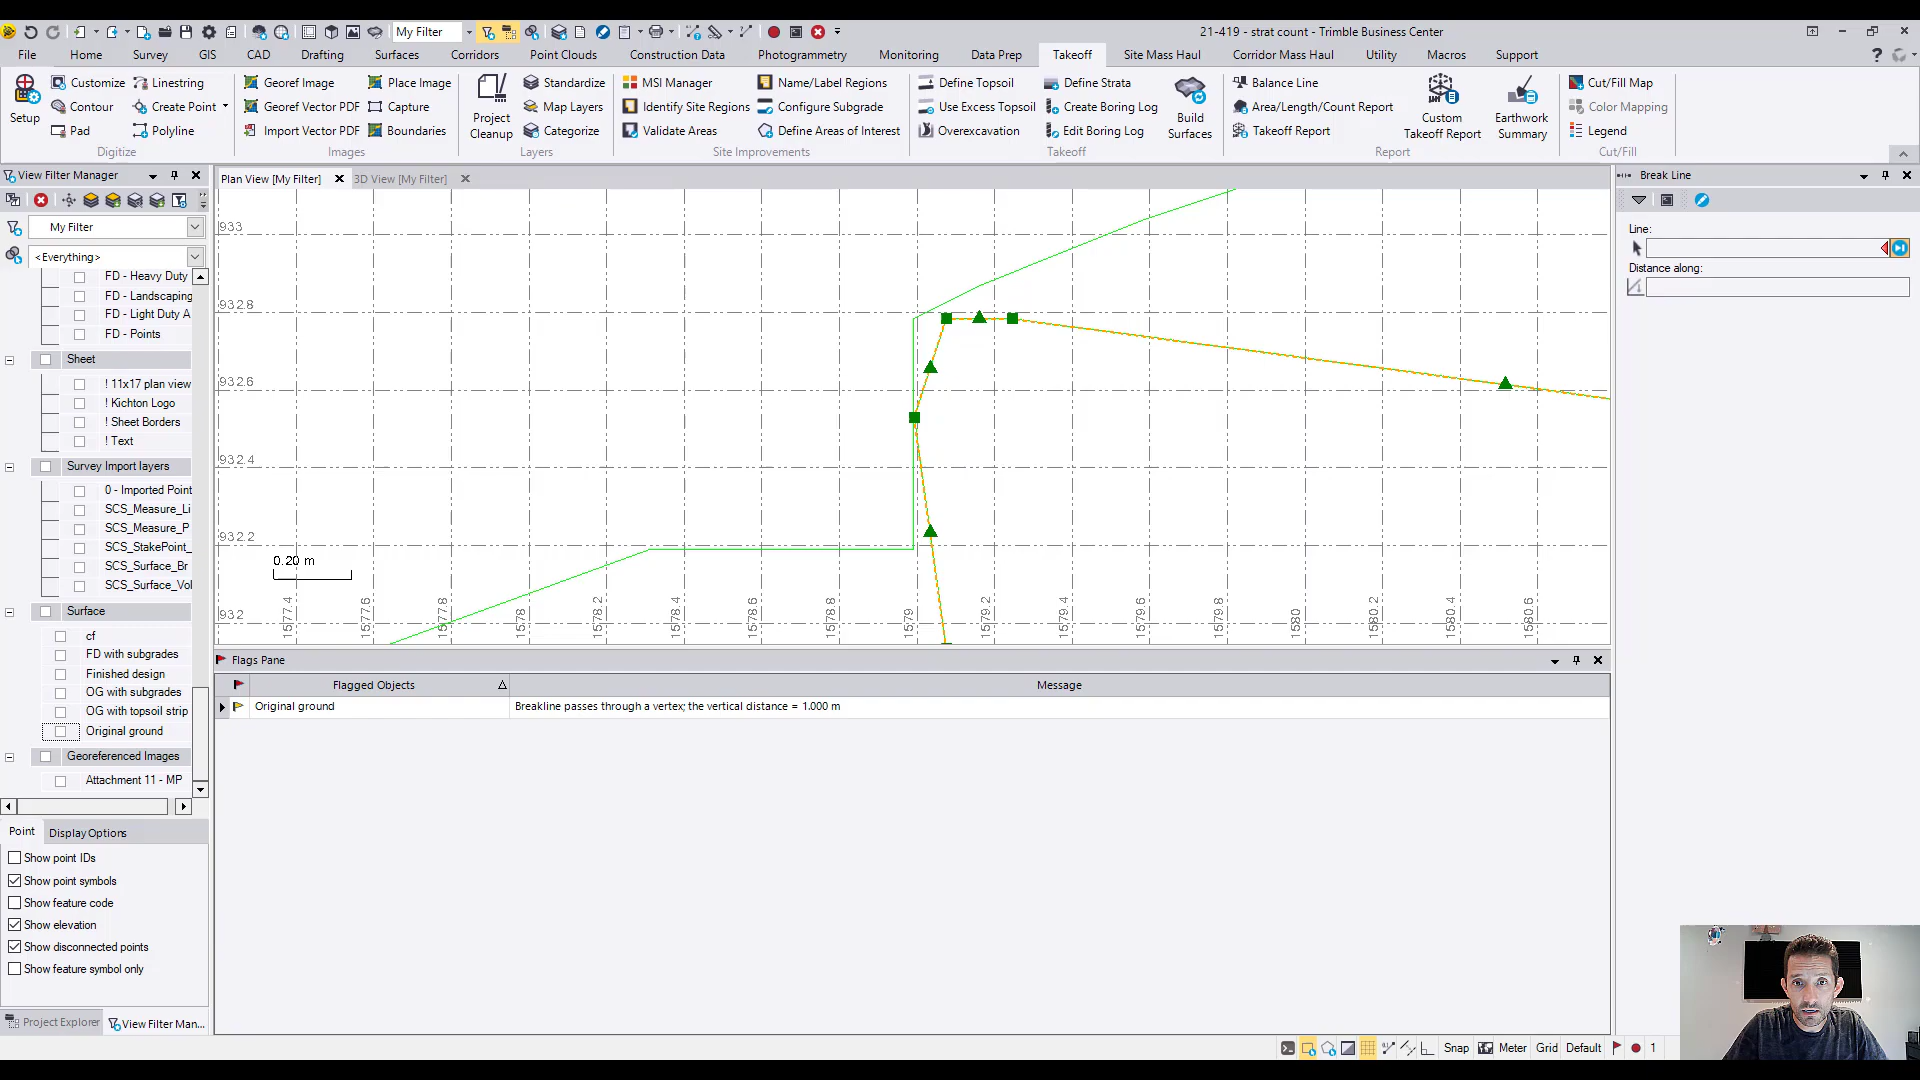 My Filter
21-419 - strat count - Trimble Business Center
File Home Survey GIS CAD Drafting Surfaces Corridors Point Clouds Construction Data Photogrammetry Monitoring Data Prep Takeoff Site Mass Haul Corridor Mass Haul Utility Macros Support
Customize Linestring Georef Image Place Image Standardize MSI Manager Name/Label Regions Define Topsoil Define Strata Balance Line Cut/Fill Map
Setup Contour Create Point Georef Vector PDF Capture Project Cleanup Map Layers Identify Site Regions Configure Subgrade Use Excess Topsoil Create Boring Log Build Surfaces Area/Length/Count Report Custom Takeoff Report Earthwork Summary Color Mapping
Pad Polyline Import Vector PDF Boundaries Categorize Validate Areas Define Areas of Interest Overexcavation Edit Boring Log Takeoff Report Legend
Digitize Images Layers Site Improvements Takeoff Report Cut/Fill
View Filter Manager
Plan View [My Filter] 3D View [My Filter]
Break Line
My Filter
<Everything>
FD - Heavy Duty
FD - Landscaping
FD - Light Duty A
FD - Points
Sheet
! 11x17 plan view
! Kichton Logo
! Sheet Borders
! Text
Survey Import layers
0 - Imported Point
SCS_Measure_Li
SCS_Measure_P
SCS_StakePoint_
SCS_Surface_Br
SCS_Surface_Vol
Surface
cf
FD with subgrades
Finished design
OG with subgrades
OG with topsoil strip
Original ground
Georeferenced Images
Attachment 11 - MP
Point Display Options
Show point IDs
Show point symbols
Show feature code
Show elevation
Show disconnected points
Show feature symbol only
Project Explorer View Filter Man...
933
932.8
932.6
932.4
932.2
932
0.20 m
1577.4 1577.6 1577.8 1578 1578.2 1578.4 1578.6 1578.8 1579 1579.2 1579.4 1579.6 1579.8 1580 1580.2 1580.4 1580.6
Flags Pane
Flagged Objects Message
Original ground Breakline passes through a vertex; the vertical distance = 1.000 m
Line:
Distance along:
Snap Meter Grid Default 1